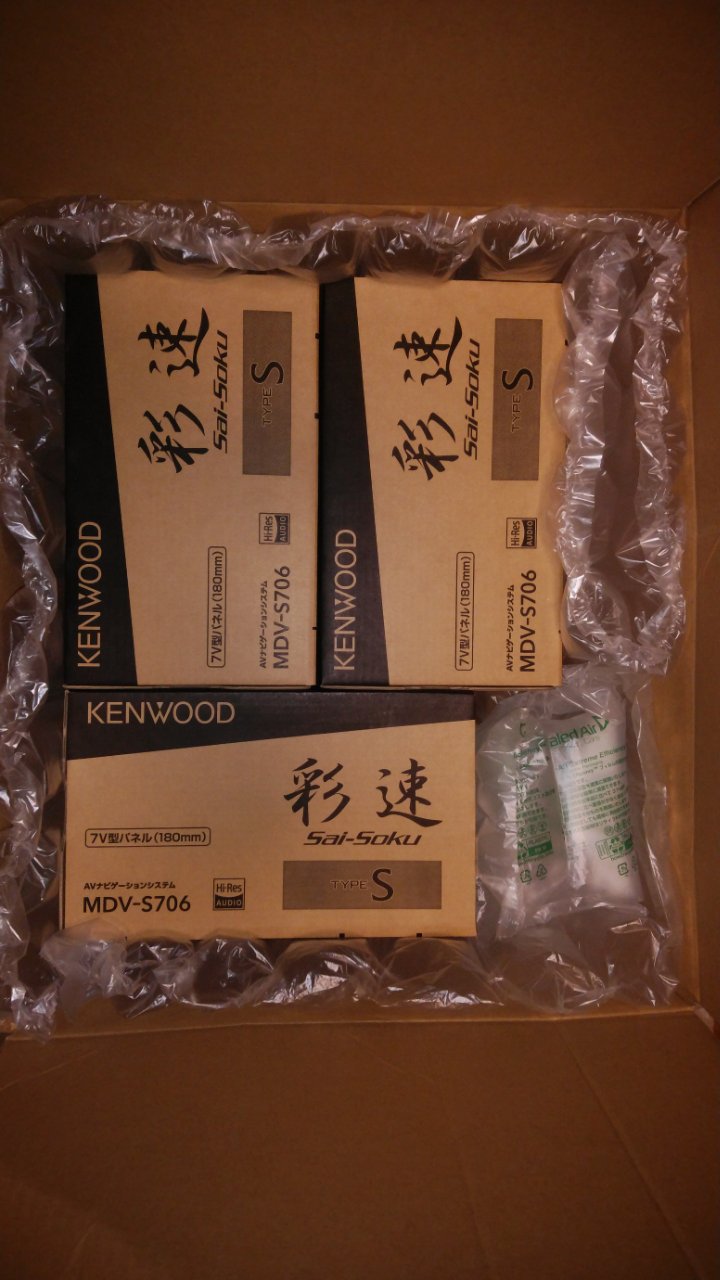 KENWOOD
彩速
Sai-Soku
TYPE S
7V型パネル(180mm)
Hi-Res
AUDIO
AVナビゲーションシステム
MDV-S706
KENWOOD
彩速
Sai-Soku
TYPE S
7V型パネル(180mm)
Hi-Res
AUDIO
AVナビゲーションシステム
MDV-S706
KENWOOD
彩速
Sai-Soku
7V型パネル(180mm)
TYPE S
AVナビゲーションシステム
Hi-Res
AUDIO
MDV-S706